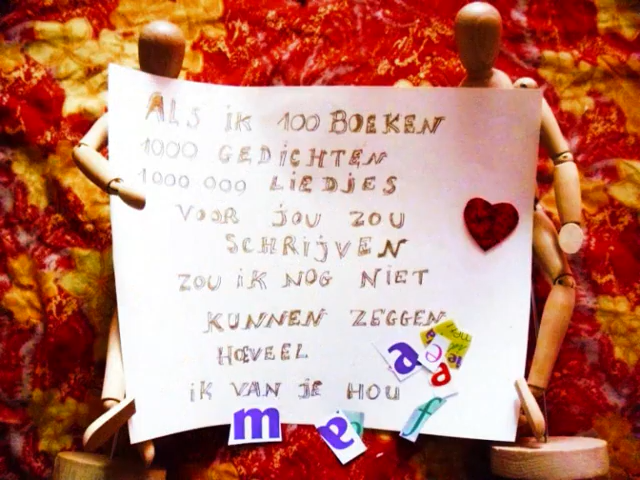 ALS iK 100 BOEKEN
1000 GEDiCHTEN
1000 000 LiEDJES
VOOR JOU ZOU
SCHRijVEN
ZOU iK NOG NIET
KUNNEN ZEGGEN
HOEVEEL
iK VAN JE HOU
a
e
a
m
e
f